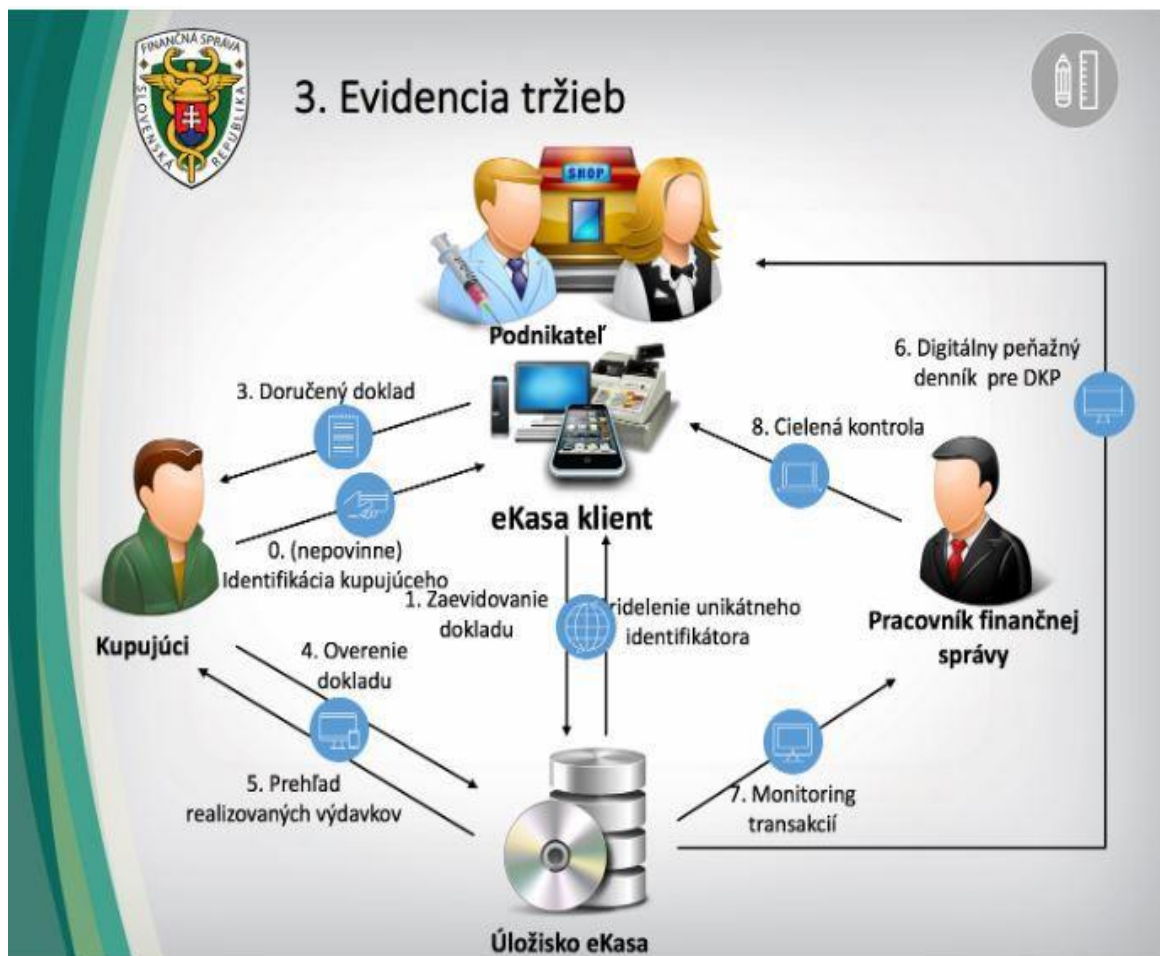 FINANČNÁ SPRÁVA
SLOVENSKÁ
REPUBLIKA
3. Evidencia tržieb
SHOP
Podnikateľ
6. Digitálny peňažný
denník pre DKP
3. Doručený doklad
8. Cielená kontrola
eKasa klient
0. (nepovinne)
Identifikácia kupujúceho
1. Zaevidovanie
dokladu
ridelenie unikátneho
identifikátora
Kupujúci
Pracovník finančnej
správy
4. Overenie
dokladu
5. Prehľad
realizovaných výdavkov
7. Monitoring
transakcií
Úložisko eKasa